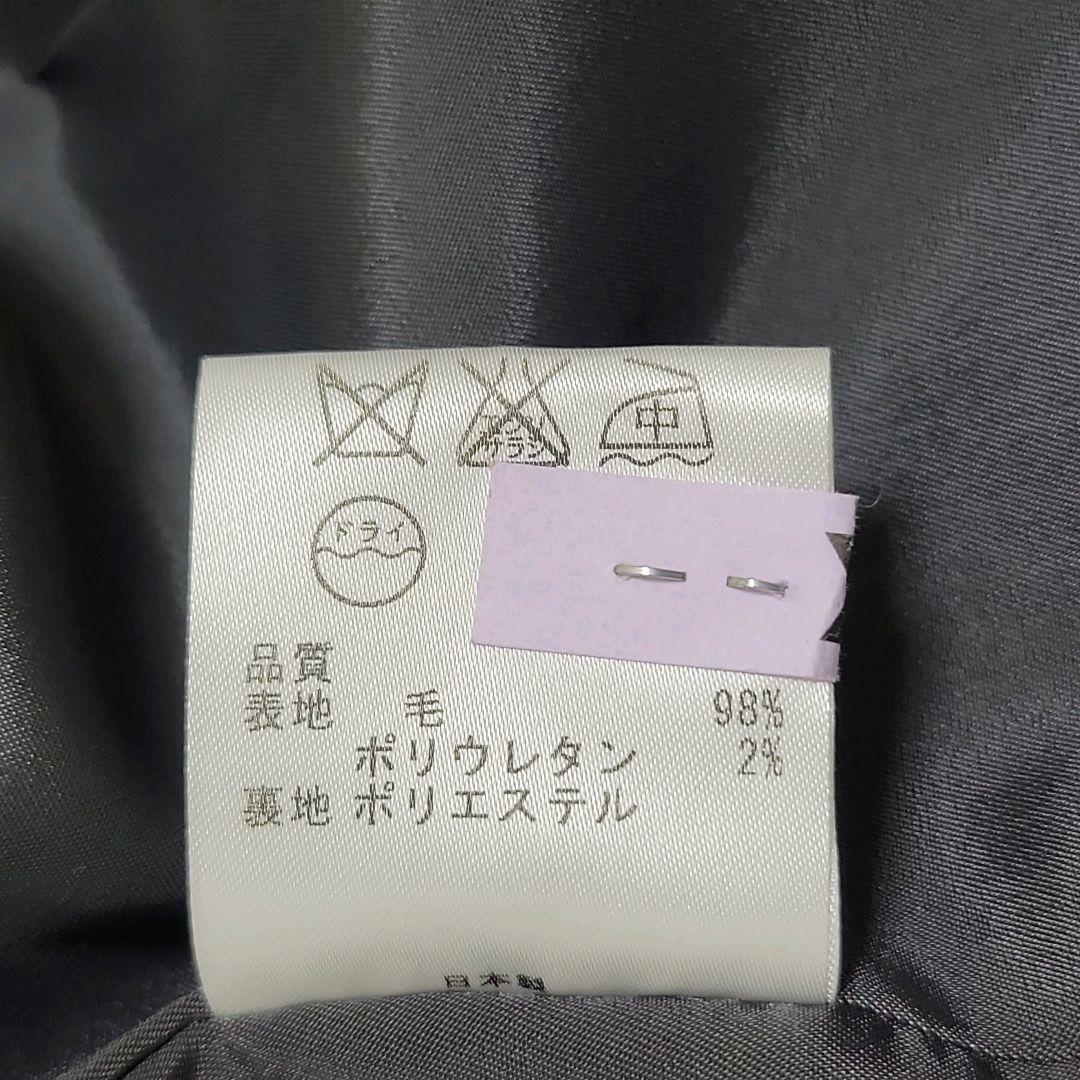 中
ドライ
品質
表地 毛 98%
ポリウレタン 2%
裏地 ポリエステル
日本製